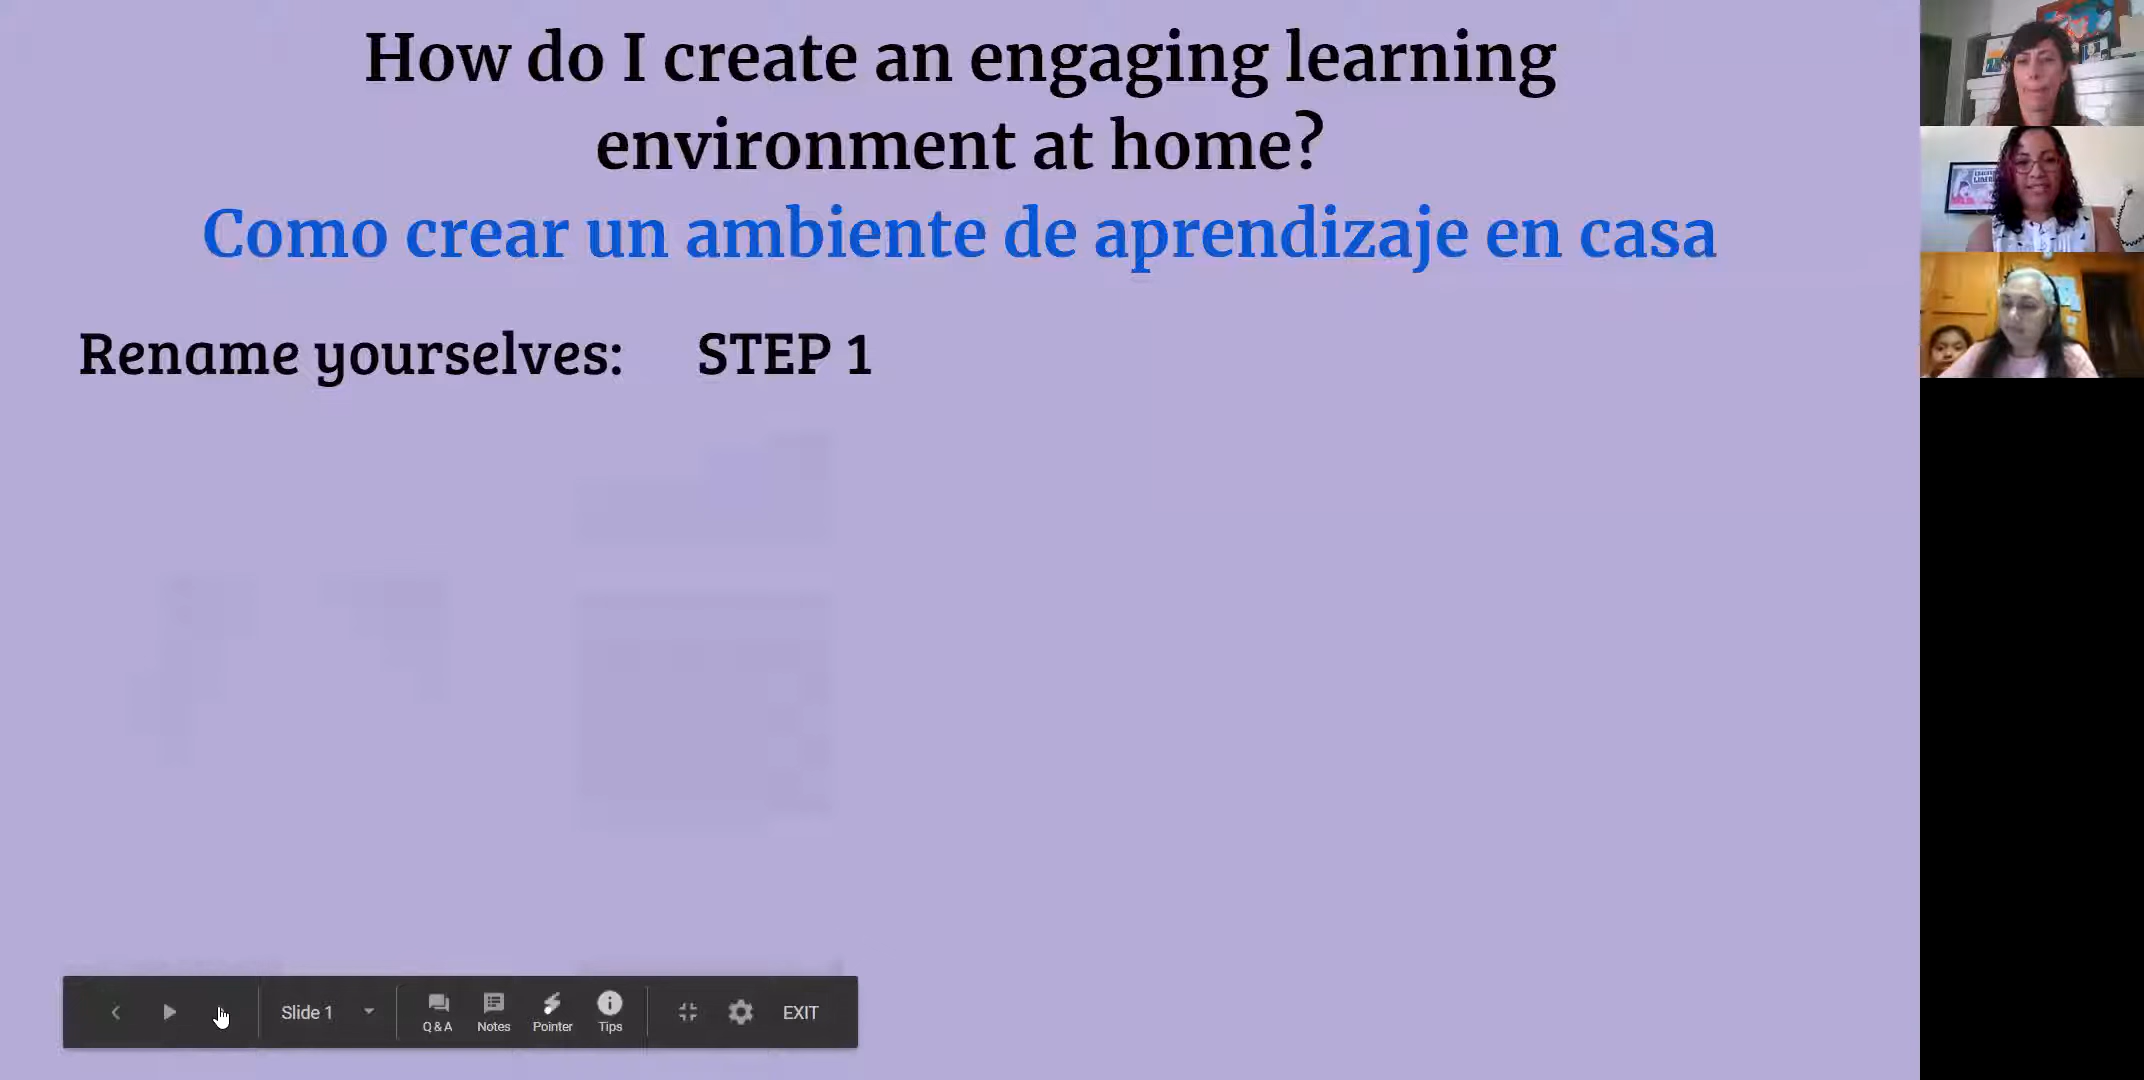 How do I create an engaging learning
environment at home?
Como crear un ambiente de aprendizaje en casa
Rename yourselves: STEP 1
Slide 1
Q & A
Notes
Pointer
Tips
EXIT